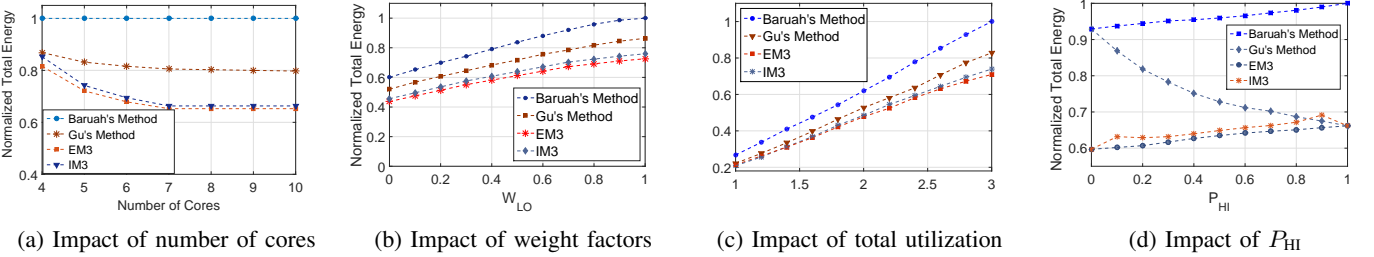 Normalized Total Energy
1
0.8
0.6
0.4
Baruah's Method
Gu's Method
EM3
IM3
4 5 6 7 8 9 10
Number of Cores
(a) Impact of number of cores
Normalized Total Energy
1
0.8
0.6
0.4
0.2
0
Baruah's Method
Gu's Method
EM3
IM3
0 0.2 0.4 0.6 0.8 1
W_LO
(b) Impact of weight factors
Normalized Total Energy
1
0.8
0.6
0.4
0.2
Baruah's Method
Gu's Method
EM3
IM3
1 1.5 2 2.5 3
(c) Impact of total utilization
Normalized Total Energy
1
0.9
0.8
0.7
0.6
Baruah's Method
Gu's Method
EM3
IM3
0 0.2 0.4 0.6 0.8 1
P_HI
(d) Impact of P_HI